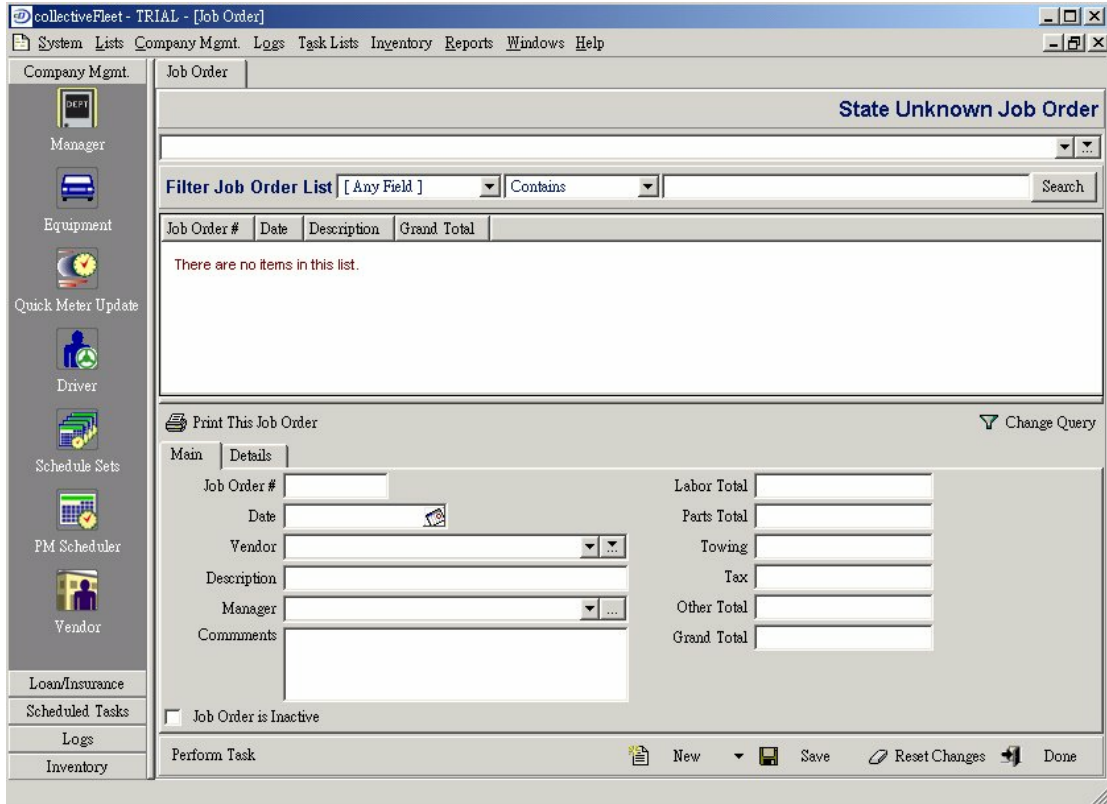 collectiveFleet - TRIAL - [Job Order]
System Lists Company Mgmt. Logs Task Lists Inventory Reports Windows Help
Company Mgmt.
DEPT
Manager
Equipment
Quick Meter Update
Driver
Schedule Sets
PM Scheduler
Vendor
Loan/Insurance
Scheduled Tasks
Logs
Inventory
Job Order
State Unknown Job Order
Filter Job Order List [ Any Field ] Contains Search
Job Order # Date Description Grand Total
There are no items in this list.
Print This Job Order Change Query
Main Details
Job Order #
Date
Vendor
Description
Manager
Commments
Labor Total
Parts Total
Towing
Tax
Other Total
Grand Total
Job Order is Inactive
Perform Task New Save Reset Changes Done